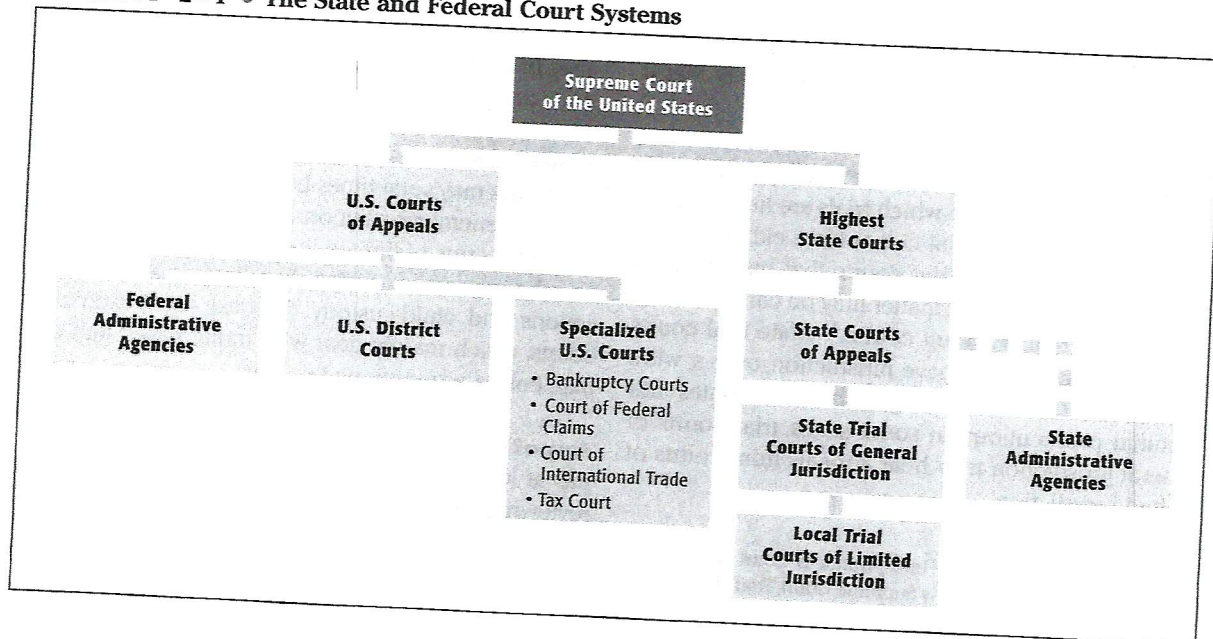 The State and Federal Court Systems
Supreme Court
of the United States
U.S. Courts
of Appeals
Highest
State Courts
Federal
Administrative
Agencies
U.S. District
Courts
Specialized
U.S. Courts
• Bankruptcy Courts
• Court of Federal
Claims
• Court of
International Trade
• Tax Court
State Courts
of Appeals
State Trial
Courts of General
Jurisdiction
State
Administrative
Agencies
Local Trial
Courts of Limited
Jurisdiction